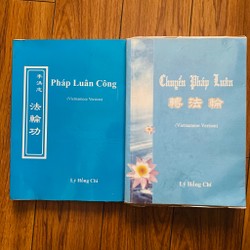 李洪志
法輪功
Pháp Luân Công
(Vietnamese Version)
Lý Hồng Chí
Chuyển Pháp Luân
轉法輪
(Vietnamese Version)
Lý Hồng Chí